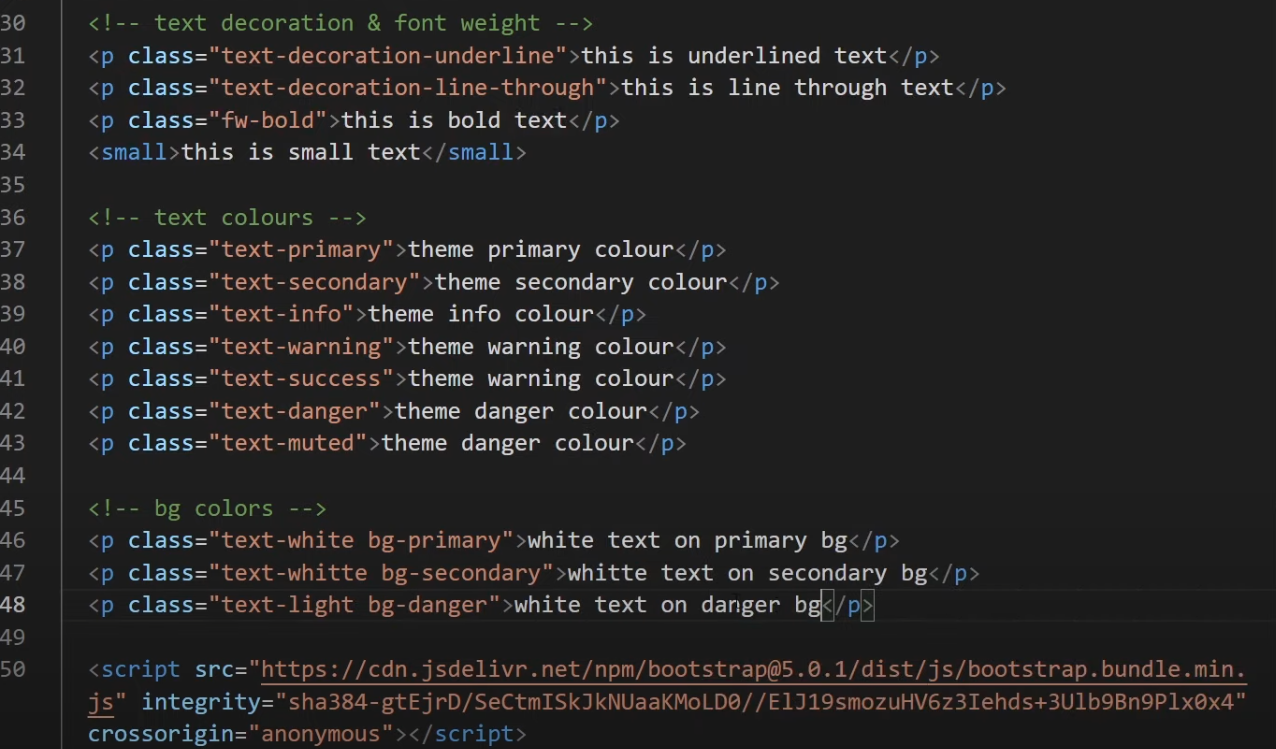 30 <!-- text decoration & font weight -->
31 <p class="text-decoration-underline">this is underlined text</p>
32 <p class="text-decoration-line-through">this is line through text</p>
33 <p class="fw-bold">this is bold text</p>
34 <small>this is small text</small>
35
36 <!-- text colours -->
37 <p class="text-primary">theme primary colour</p>
38 <p class="text-secondary">theme secondary colour</p>
39 <p class="text-info">theme info colour</p>
40 <p class="text-warning">theme warning colour</p>
41 <p class="text-success">theme warning colour</p>
42 <p class="text-danger">theme danger colour</p>
43 <p class="text-muted">theme danger colour</p>
44
45 <!-- bg colors -->
46 <p class="text-white bg-primary">white text on primary bg</p>
47 <p class="text-whitte bg-secondary">whitte text on secondary bg</p>
48 <p class="text-light bg-danger">white text on danger bg</p>
49
50 <script src="https://cdn.jsdelivr.net/npm/bootstrap@5.0.1/dist/js/bootstrap.bundle.min.
js" integrity="sha384-gtEjrD/SeCtmISkJkNUaaKMoLD0//ElJ19smozuHV6z3Iehds+3Ulb9Bn9Plx0x4"
crossorigin="anonymous"></script>